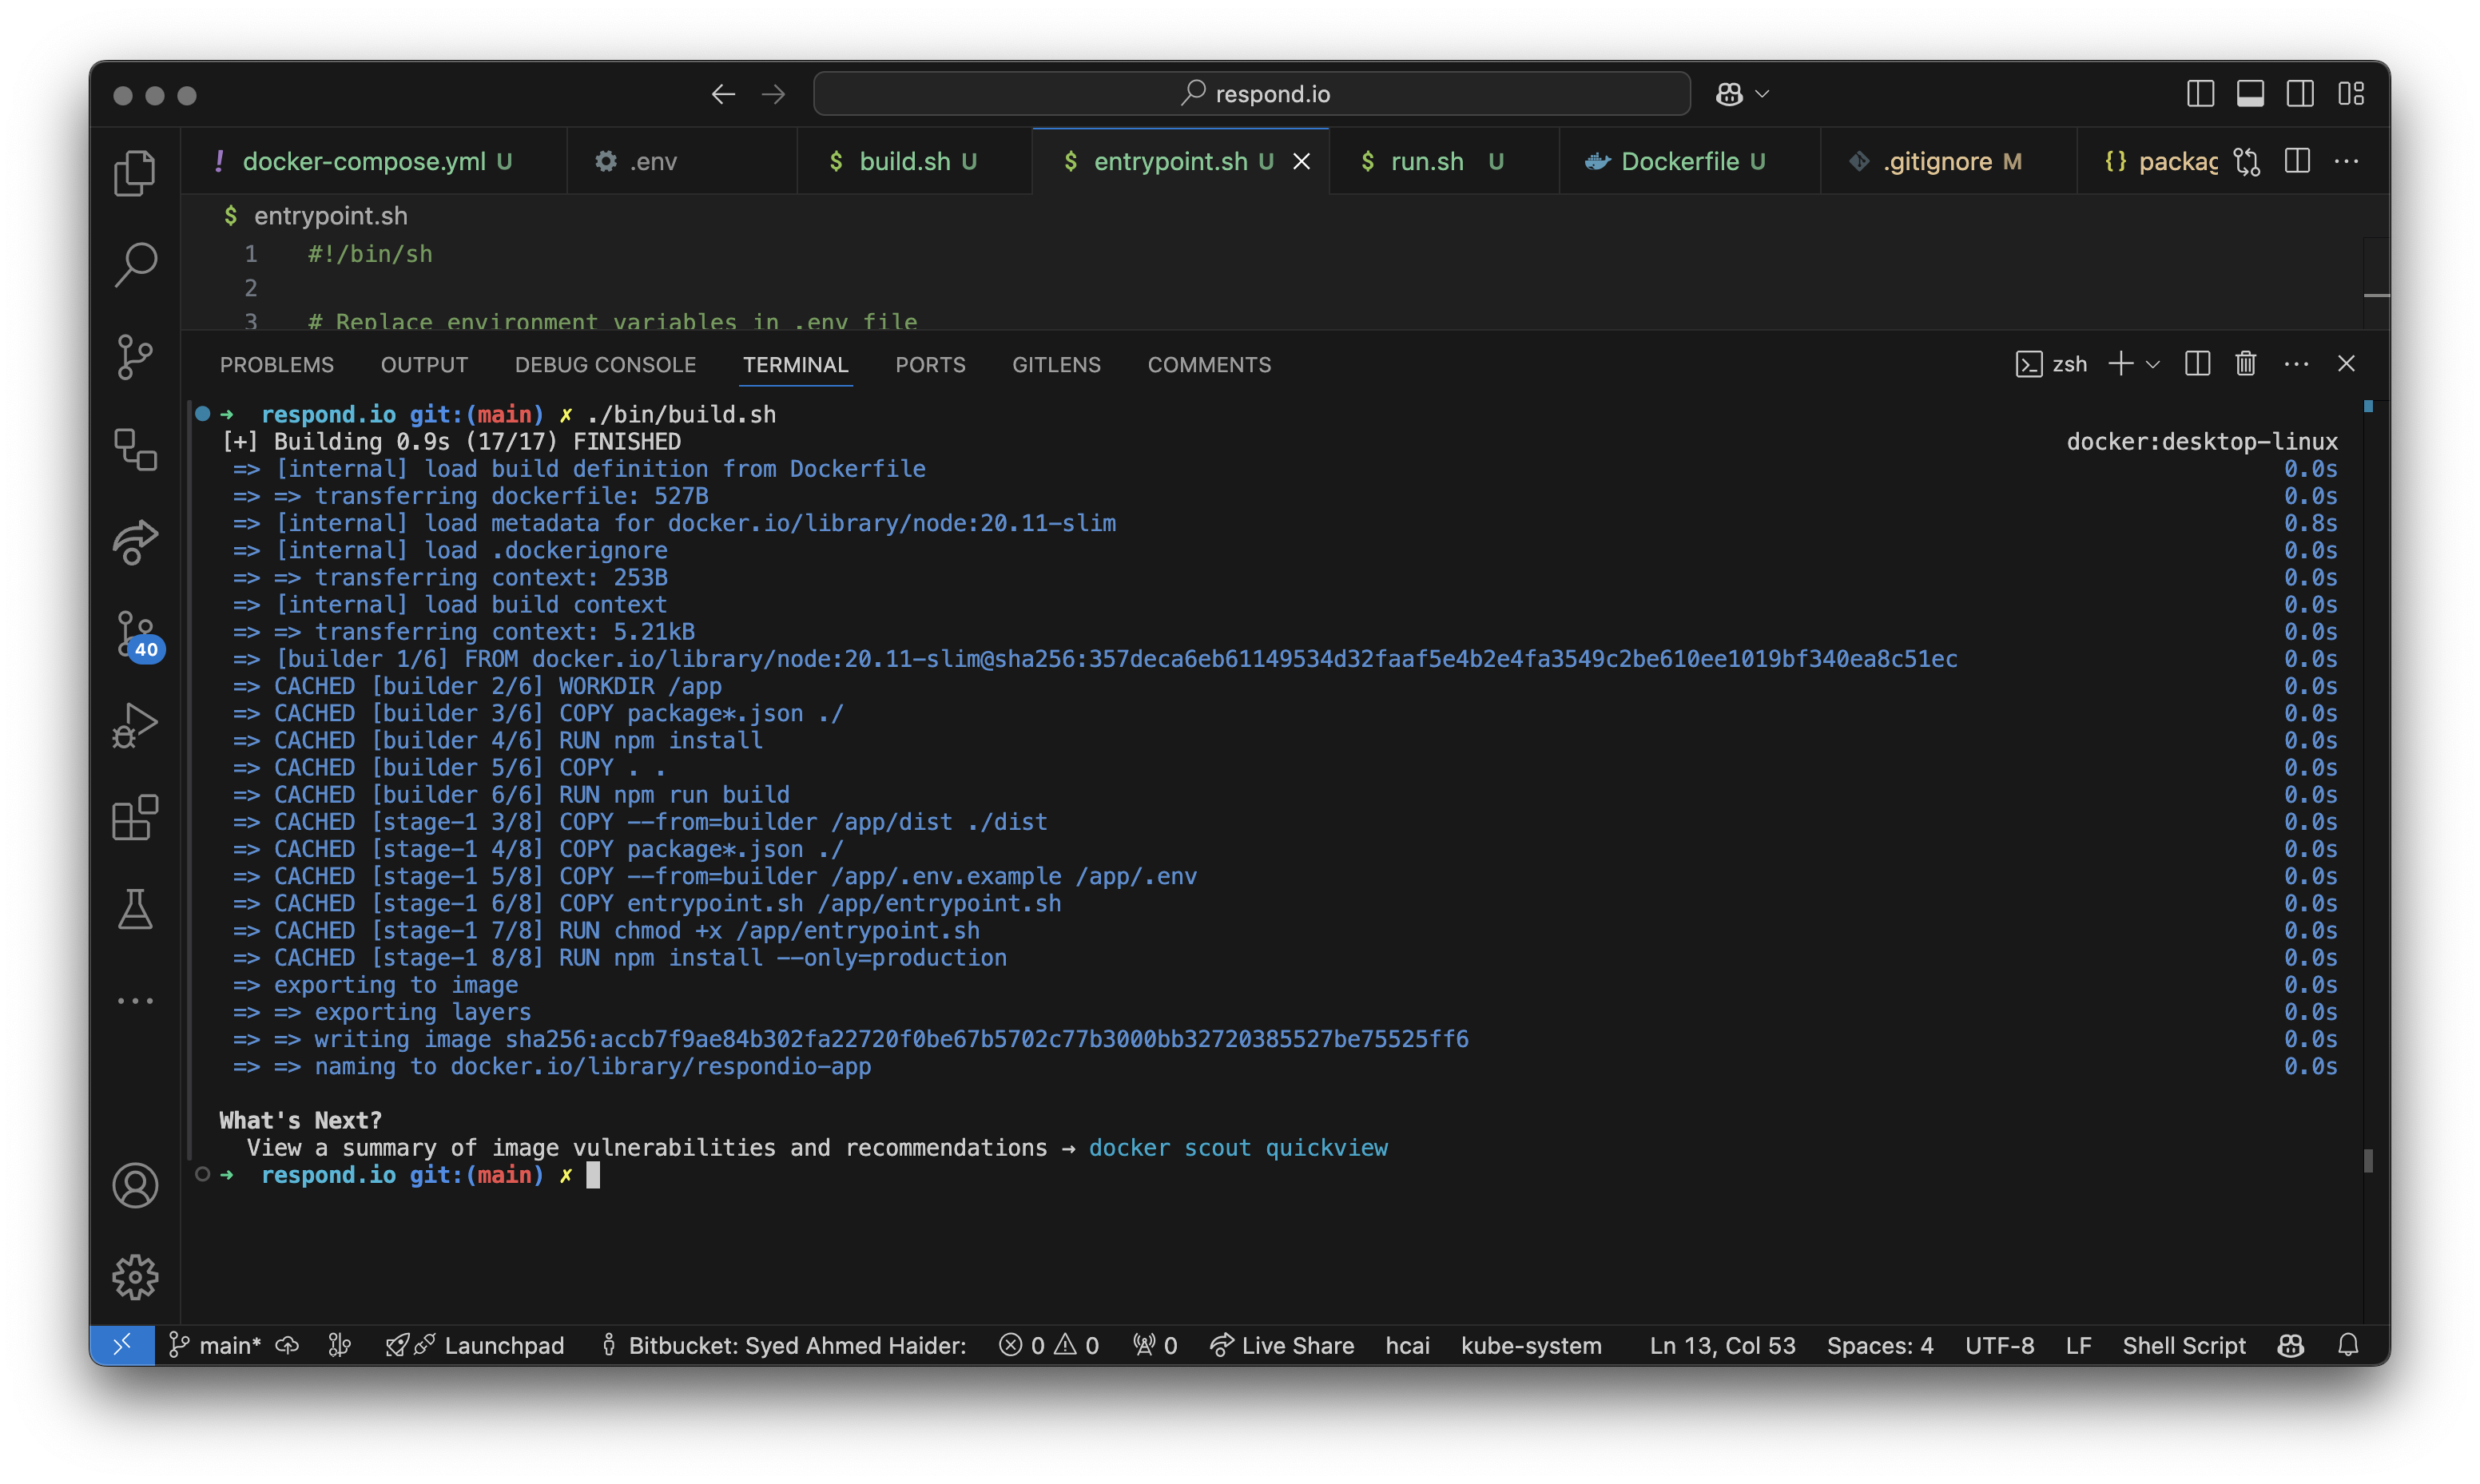 respond.io
! docker-compose.yml U
.env
$ build.sh U
$ entrypoint.sh U
$ run.sh U
Dockerfile U
.gitignore M
{} packag
$ entrypoint.sh
1 #!/bin/sh
2
3 # Replace environment variables in .env file
PROBLEMS OUTPUT DEBUG CONSOLE TERMINAL PORTS GITLENS COMMENTS
zsh
➜ respond.io git:(main) ✗ ./bin/build.sh
[+] Building 0.9s (17/17) FINISHED docker:desktop-linux
=> [internal] load build definition from Dockerfile 0.0s
=> => transferring dockerfile: 527B 0.0s
=> [internal] load metadata for docker.io/library/node:20.11-slim 0.8s
=> [internal] load .dockerignore 0.0s
=> => transferring context: 253B 0.0s
=> [internal] load build context 0.0s
=> => transferring context: 5.21kB 0.0s
=> [builder 1/6] FROM docker.io/library/node:20.11-slim@sha256:357deca6eb61149534d32faaf5e4b2e4fa3549c2be610ee1019bf340ea8c51ec 0.0s
=> CACHED [builder 2/6] WORKDIR /app 0.0s
=> CACHED [builder 3/6] COPY package*.json ./ 0.0s
=> CACHED [builder 4/6] RUN npm install 0.0s
=> CACHED [builder 5/6] COPY . . 0.0s
=> CACHED [builder 6/6] RUN npm run build 0.0s
=> CACHED [stage-1 3/8] COPY --from=builder /app/dist ./dist 0.0s
=> CACHED [stage-1 4/8] COPY package*.json ./ 0.0s
=> CACHED [stage-1 5/8] COPY --from=builder /app/.env.example /app/.env 0.0s
=> CACHED [stage-1 6/8] COPY entrypoint.sh /app/entrypoint.sh 0.0s
=> CACHED [stage-1 7/8] RUN chmod +x /app/entrypoint.sh 0.0s
=> CACHED [stage-1 8/8] RUN npm install --only=production 0.0s
=> exporting to image 0.0s
=> => exporting layers 0.0s
=> => writing image sha256:accb7f9ae84b302fa22720f0be67b5702c77b3000bb32720385527be75525ff6 0.0s
=> => naming to docker.io/library/respondio-app 0.0s
What's Next?
View a summary of image vulnerabilities and recommendations → docker scout quickview
➜ respond.io git:(main) ✗
40
main* Launchpad Bitbucket: Syed Ahmed Haider: 0 0 0 Live Share hcai kube-system Ln 13, Col 53 Spaces: 4 UTF-8 LF Shell Script